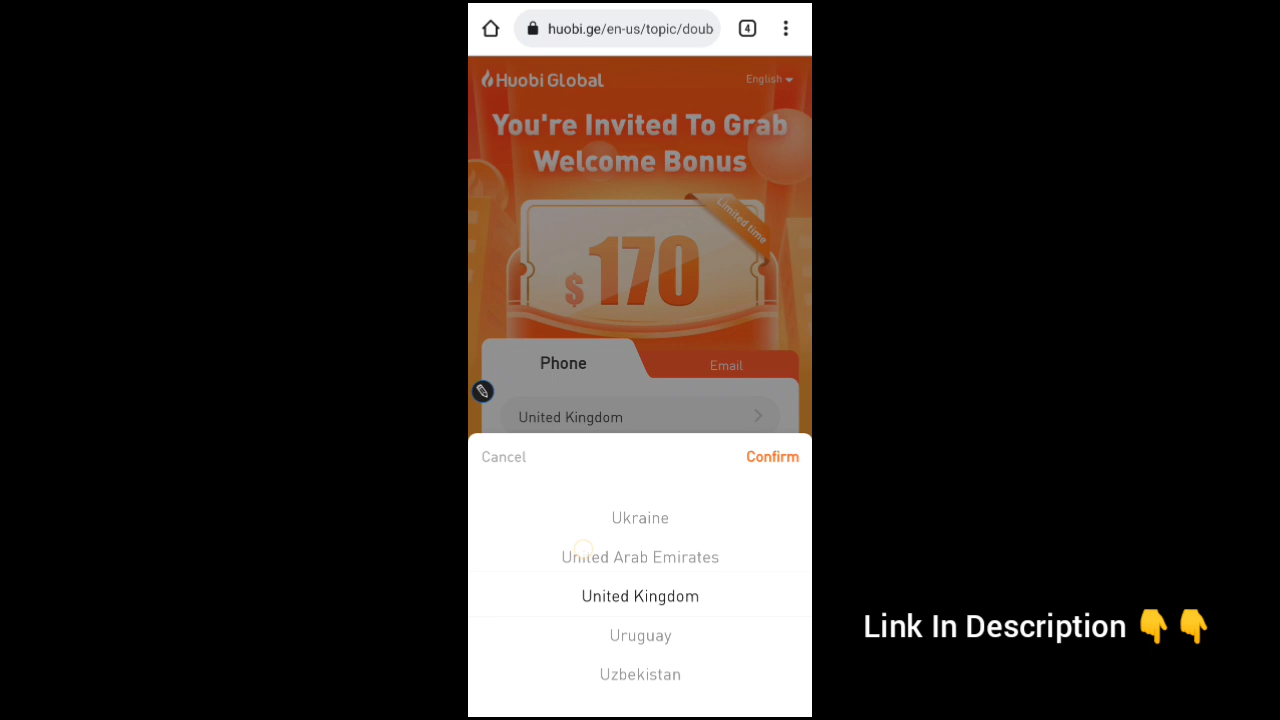 huobi.ge/en-us/topic/doub
4
Huobi Global
English
You're Invited To Grab
Welcome Bonus
Limited time
$170
Phone
Email
United Kingdom
Cancel
Confirm
Ukraine
United Arab Emirates
United Kingdom
Uruguay
Uzbekistan
Link In Description 👇👇